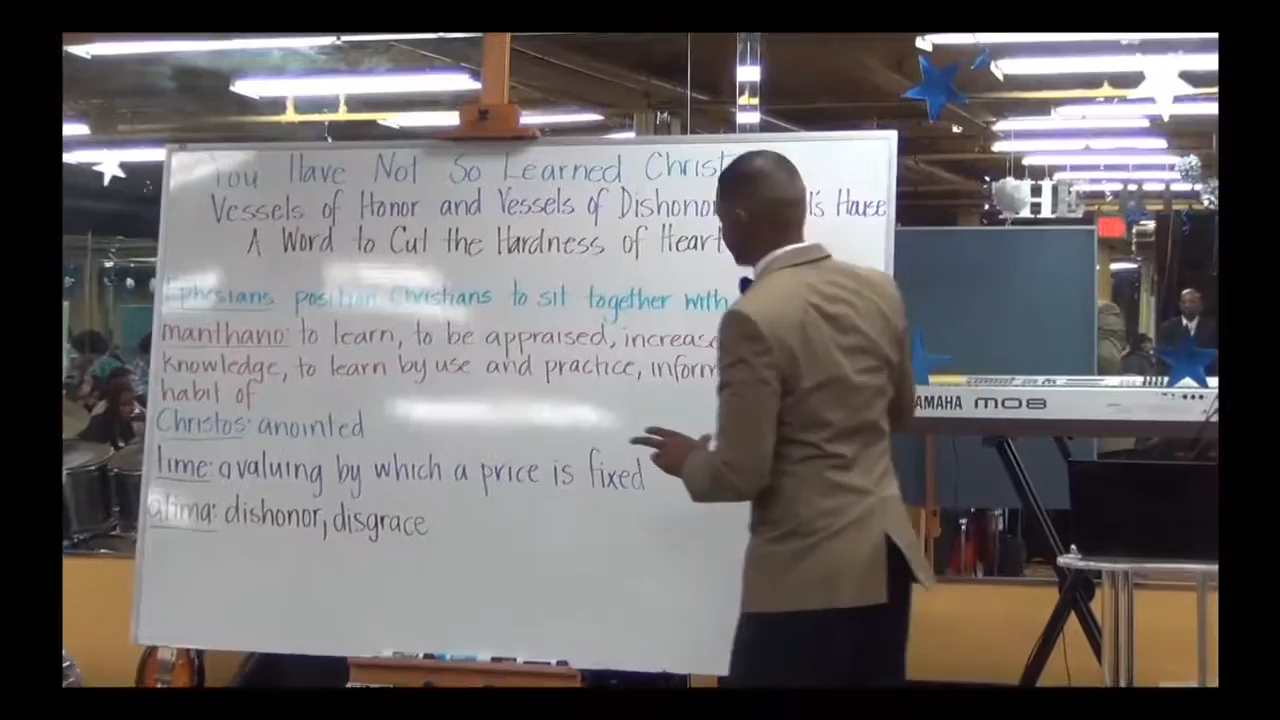 You Have Not So Learned Christ
Vessels of Honor and Vessels of Dishonor l's House
A Word to Cut the Hardness of Heart
Ephesians position Christians to sit together with
manthano: to learn, to be appraised, increase
knowledge, to learn by use and practice, inform
habit of
Christos: anointed
time: a valuing by which a price is fixed
atima: dishonor, disgrace
YAMAHA MO8